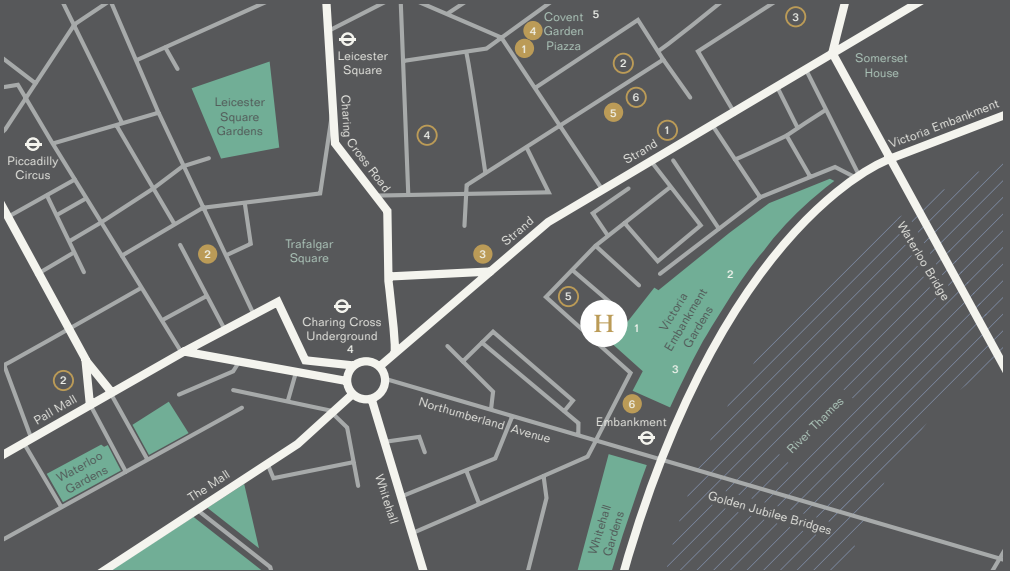 Covent
Garden
Piazza
5
4
1
3
Leicester
Square
2
Somerset
House
6
5
Leicester
Square
Gardens
Charing Cross Road
4
1
Strand
Victoria Embankment
Piccadilly
Circus
2
Trafalgar
Square
3
Strand
Waterloo Bridge
2
5
H
1
Victoria
Embankment
Gardens
3
Charing Cross
Underground
4
2
Pall Mall
6
Embankment
Northumberland Avenue
River Thames
Waterloo
Gardens
The Mall
Whitehall
Whitehall
Gardens
Golden Jubilee Bridges